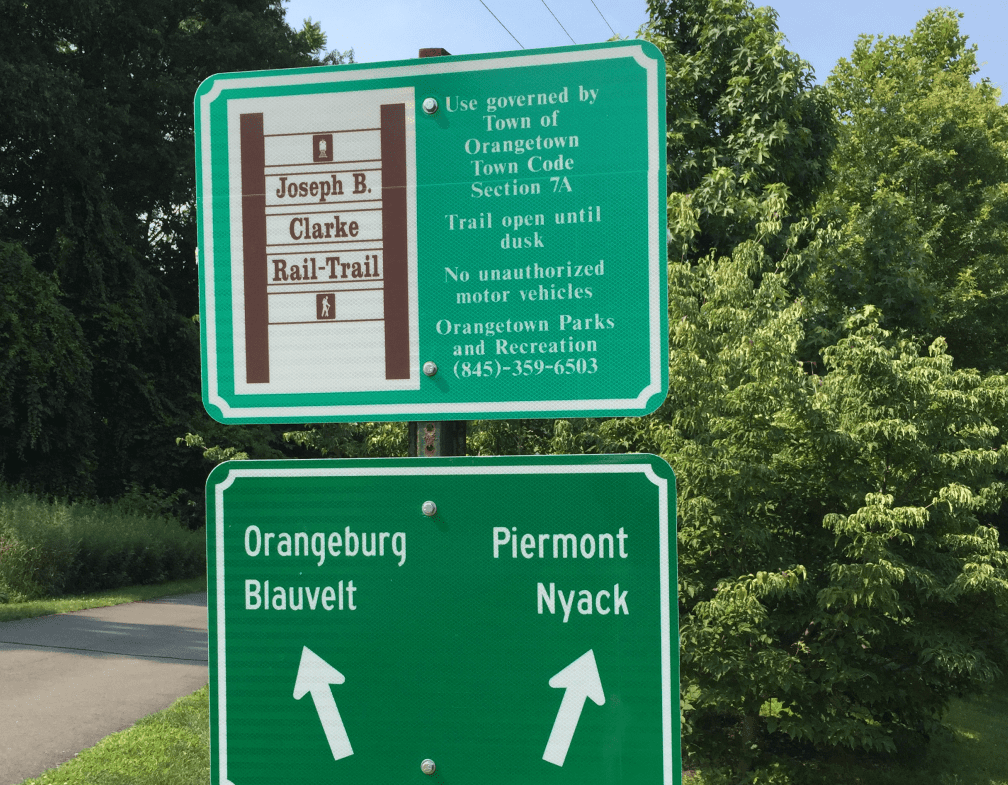 Joseph B.
Clarke
Rail-Trail
Use governed by
Town of
Orangetown
Town Code
Section 7A
Trail open until
dusk
No unauthorized
motor vehicles
Orangetown Parks
and Recreation
(845)-359-6503
Orangeburg
Blauvelt
Piermont
Nyack